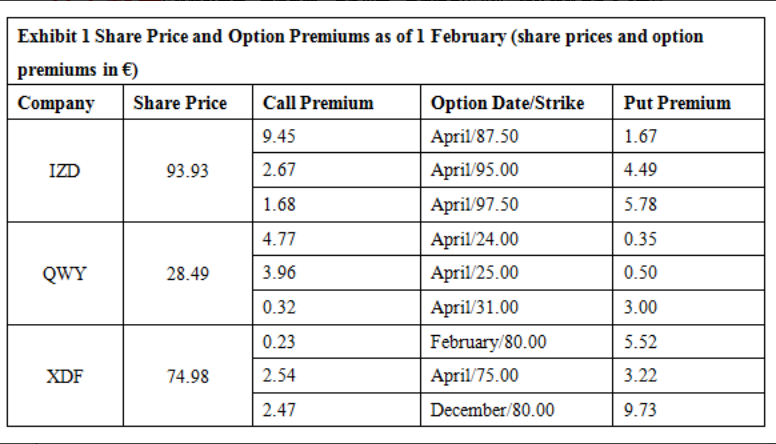 Exhibit 1 Share Price and Option Premiums as of 1 February (share prices and option
premiums in €)
Company Share Price Call Premium Option Date/Strike Put Premium
9.45 April/87.50 1.67
IZD 93.93 2.67 April/95.00 4.49
1.68 April/97.50 5.78
4.77 April/24.00 0.35
QWY 28.49 3.96 April/25.00 0.50
0.32 April/31.00 3.00
0.23 February/80.00 5.52
XDF 74.98 2.54 April/75.00 3.22
2.47 December/80.00 9.73